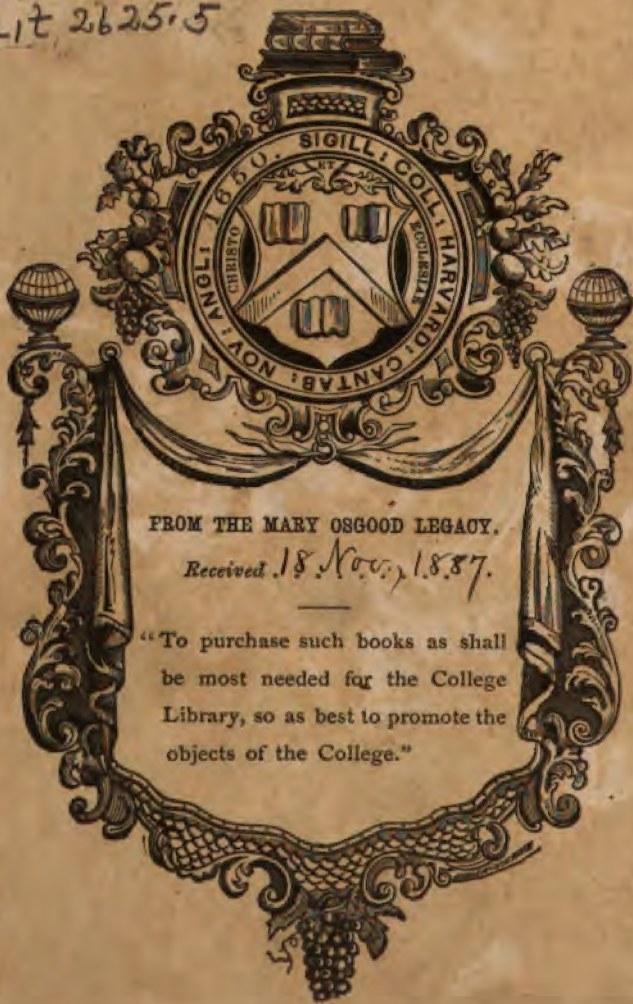 Lit 2625.5
SIGILL: COLL: HARVARD: CANTAB: NOV: ANGL: 1650.
ET
CHRISTO
ECCLESIAE
FROM THE MARY OSGOOD LEGACY.
Received 18 Nov., 1887.
"To purchase such books as shall
be most needed for the College
Library, so as best to promote the
objects of the College."